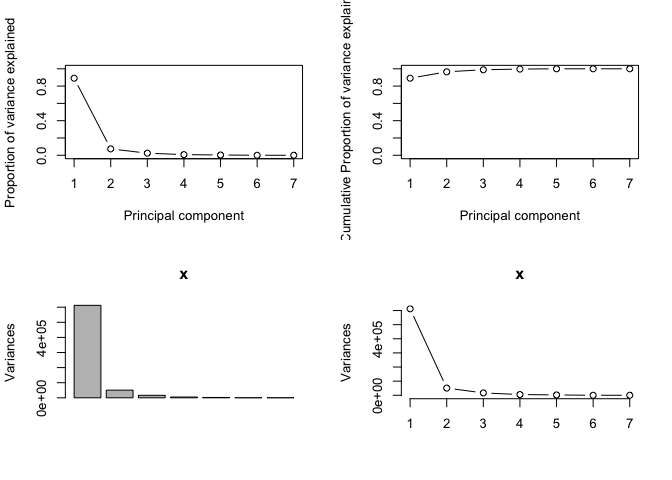 Proportion of variance explained
0.0 0.4 0.8
1 2 3 4 5 6 7
Principal component
Cumulative Proportion of variance explain
0.0 0.4 0.8
1 2 3 4 5 6 7
Principal component
x
Variances
0e+00 4e+05
x
Variances
0e+00 4e+05
1 2 3 4 5 6 7